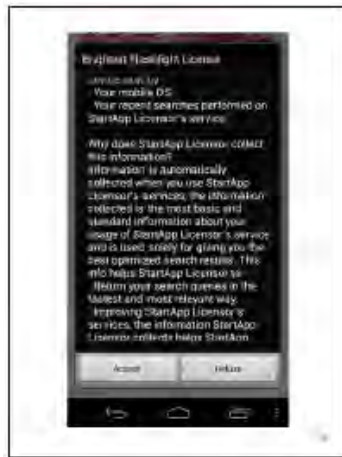 Brightest Flashlight License
Your mobile OS
Your recent searches performed on
StartApp Licensor's service
Why does StartApp Licensor collect
this information?
Information is automatically
collected when you use StartApp
Licensor's services, the information
collected is the most basic and
standard information about your
usage of StartApp Licensor's service
and is used solely for giving you the
best optimized search results. This
info helps StartApp Licensor to
Return your search queries in the
fastest and most relevant way.
Improving StartApp Licensor's
services, the information StartApp
Licensor collects helps StartApp
Accept
Refuse